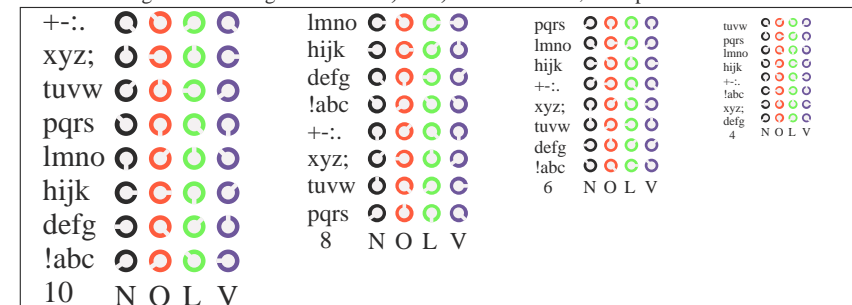 +-:.
xyz;
tuvw
pqrs
lmno
hijk
defg
!abc
10 N O L V
lmno
hijk
defg
!abc
+-:.
xyz;
tuvw
pqrs
8 N O L V
pqrs
lmno
hijk
+-:.
xyz;
tuvw
defg
!abc
6 N O L V
tuvw
pqrs
lmno
hijk
+-:.
!abc
xyz;
defg
4 N O L V